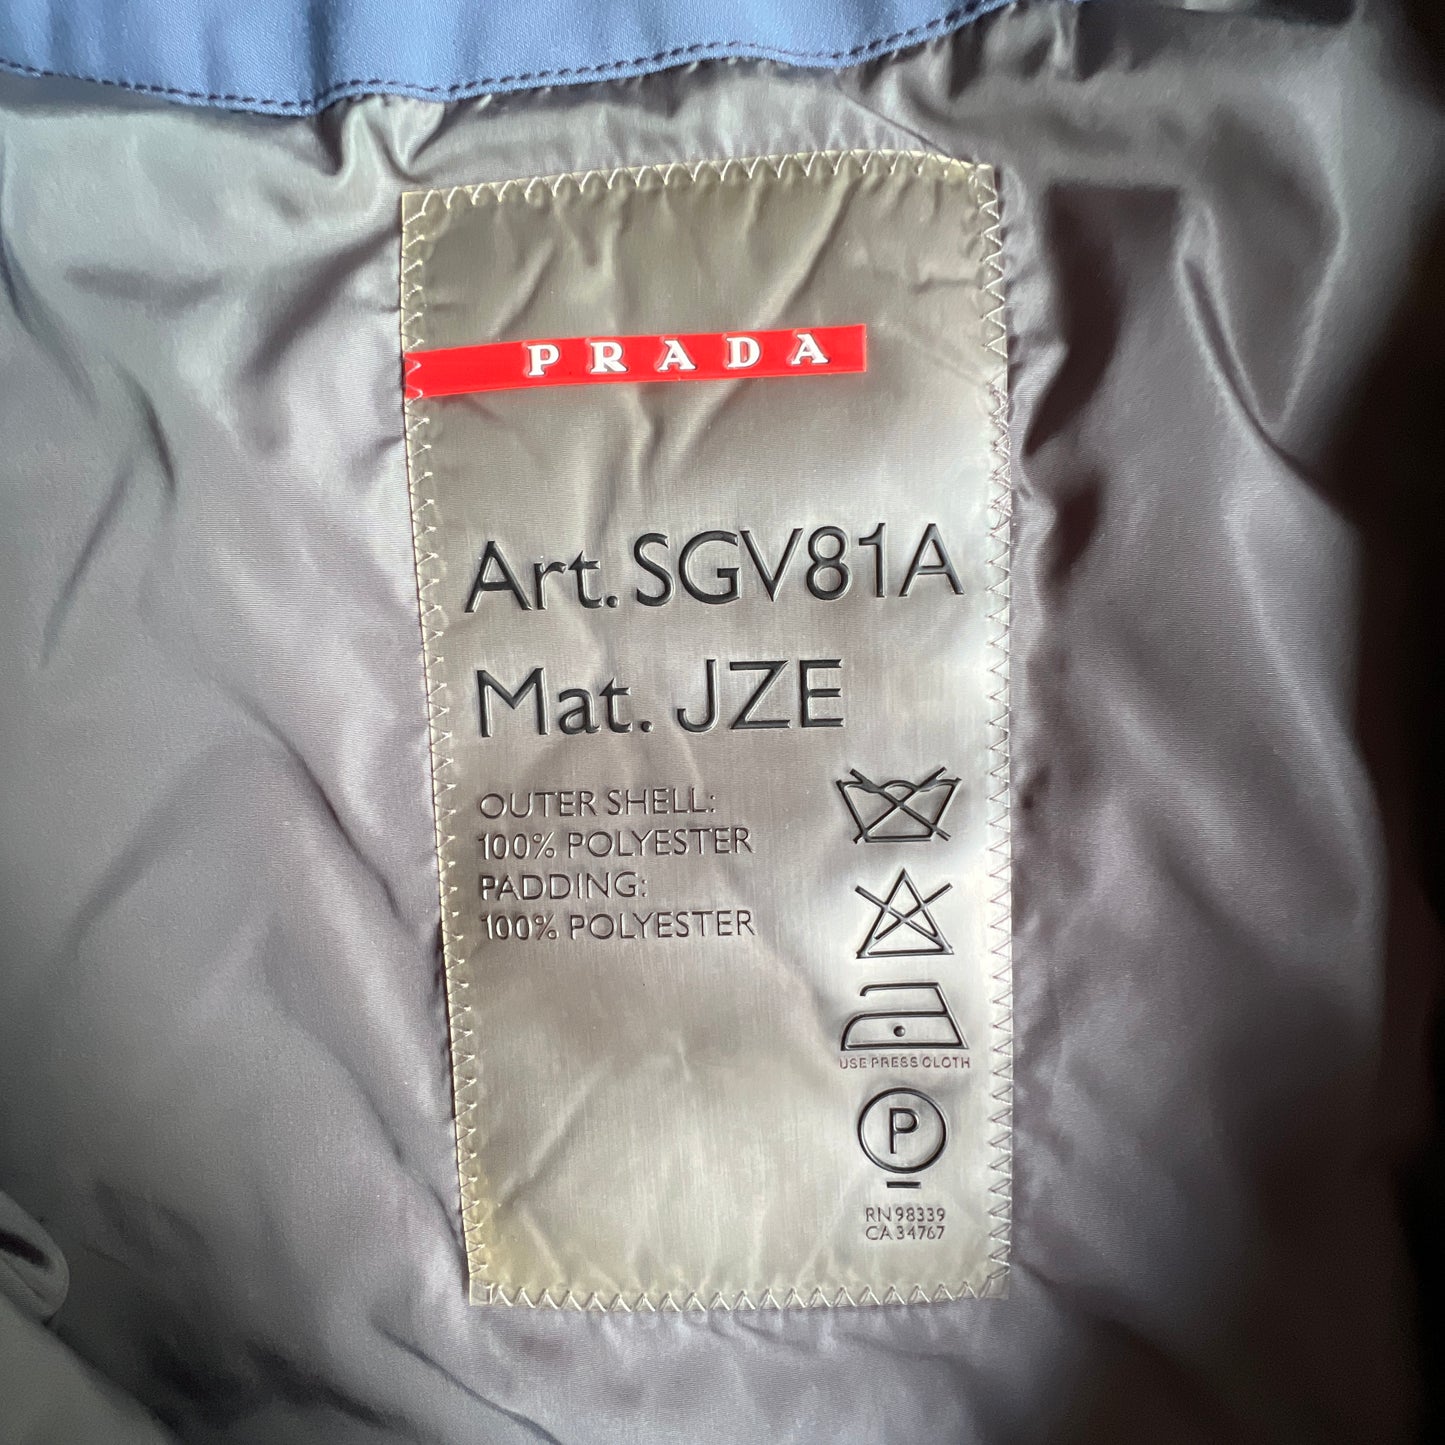 PRADA
Art. SGV81A
Mat. JZE
OUTER SHELL:
100% POLYESTER
PADDING:
100% POLYESTER
USE PRESS CLOTH
P
RN 98339
CA 34767